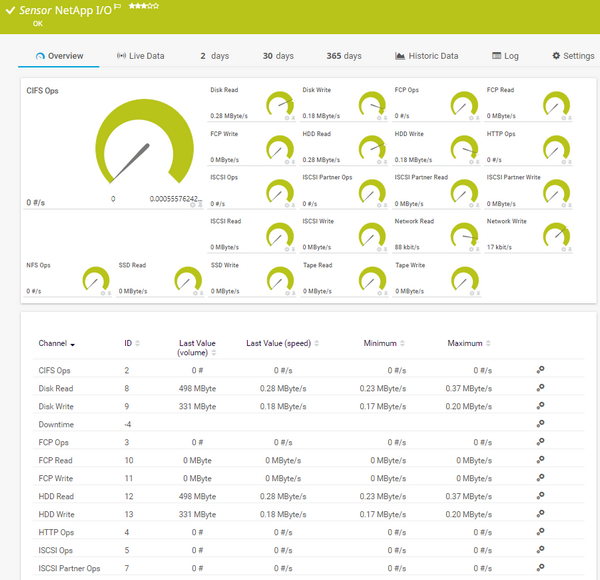 Sensor NetApp I/O
OK
Overview Live Data 2 days 30 days 365 days Historic Data Log Settings
CIFS Ops Disk Read Disk Write FCP Ops FCP Read
0.28 MByte/s 0.18 MByte/s 0 #/s 0 MByte/s
FCP Write HDD Read HDD Write HTTP Ops
0 MByte/s 0.28 MByte/s 0.18 MByte/s 0 #/s
ISCSI Ops ISCSI Partner Ops ISCSI Partner Read ISCSI Partner Write
0 #/s 0 0.00055576242... 0 #/s 0 #/s 0 MByte/s 0 MByte/s
ISCSI Read ISCSI Write Network Read Network Write
0 MByte/s 0 MByte/s 88 kbit/s 17 kbit/s
NFS Ops SSD Read SSD Write Tape Read Tape Write
0 #/s 0 MByte/s 0 MByte/s 0 MByte/s 0 MByte/s
Channel ID Last Value (volume) Last Value (speed) Minimum Maximum
CIFS Ops 2 0 # 0 #/s 0 #/s 0 #/s
Disk Read 8 498 MByte 0.28 MByte/s 0.23 MByte/s 0.37 MByte/s
Disk Write 9 331 MByte 0.18 MByte/s 0.17 MByte/s 0.20 MByte/s
Downtime -4
FCP Ops 3 0 # 0 #/s 0 #/s 0 #/s
FCP Read 10 0 MByte 0 MByte/s 0 MByte/s 0 MByte/s
FCP Write 11 0 MByte 0 MByte/s 0 MByte/s 0 MByte/s
HDD Read 12 498 MByte 0.28 MByte/s 0.23 MByte/s 0.37 MByte/s
HDD Write 13 331 MByte 0.18 MByte/s 0.17 MByte/s 0.20 MByte/s
HTTP Ops 4 0 # 0 #/s 0 #/s 0 #/s
ISCSI Ops 5 0 # 0 #/s 0 #/s 0 #/s
ISCSI Partner Ops 7 0 # 0 #/s 0 #/s 0 #/s